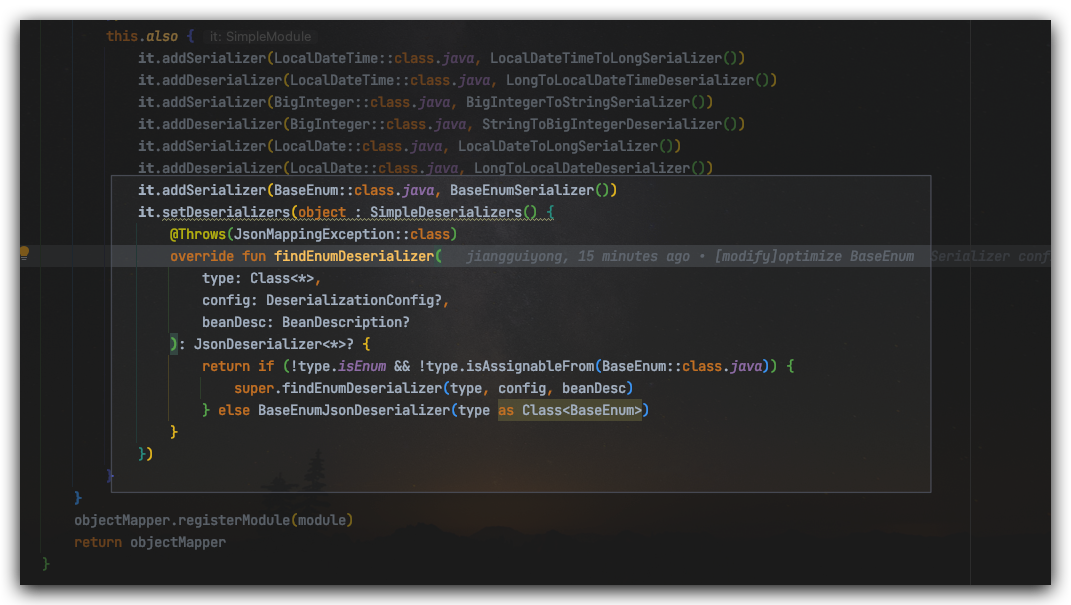 this.also { it: SimpleModule
it.addSerializer(LocalDateTime::class.java, LocalDateTimeToLongSerializer())
it.addDeserializer(LocalDateTime::class.java, LongToLocalDateTimeDeserializer())
it.addSerializer(BigInteger::class.java, BigIntegerToStringSerializer())
it.addDeserializer(BigInteger::class.java, StringToBigIntegerDeserializer())
it.addSerializer(LocalDate::class.java, LocalDateToLongSerializer())
it.addDeserializer(LocalDate::class.java, LongToLocalDateDeserializer())
it.addSerializer(BaseEnum::class.java, BaseEnumSerializer())
it.setDeserializers(object : SimpleDeserializers() {
@Throws(JsonMappingException::class)
override fun findEnumDeserializer( jiangguiyong, 15 minutes ago • [modify]optimize BaseEnum Serializer conf
type: Class<*>,
config: DeserializationConfig?,
beanDesc: BeanDescription?
): JsonDeserializer<*>? {
return if (!type.isEnum && !type.isAssignableFrom(BaseEnum::class.java)) {
super.findEnumDeserializer(type, config, beanDesc)
} else BaseEnumJsonDeserializer(type as Class<BaseEnum>)
}
})
}
}
objectMapper.registerModule(module)
return objectMapper
}